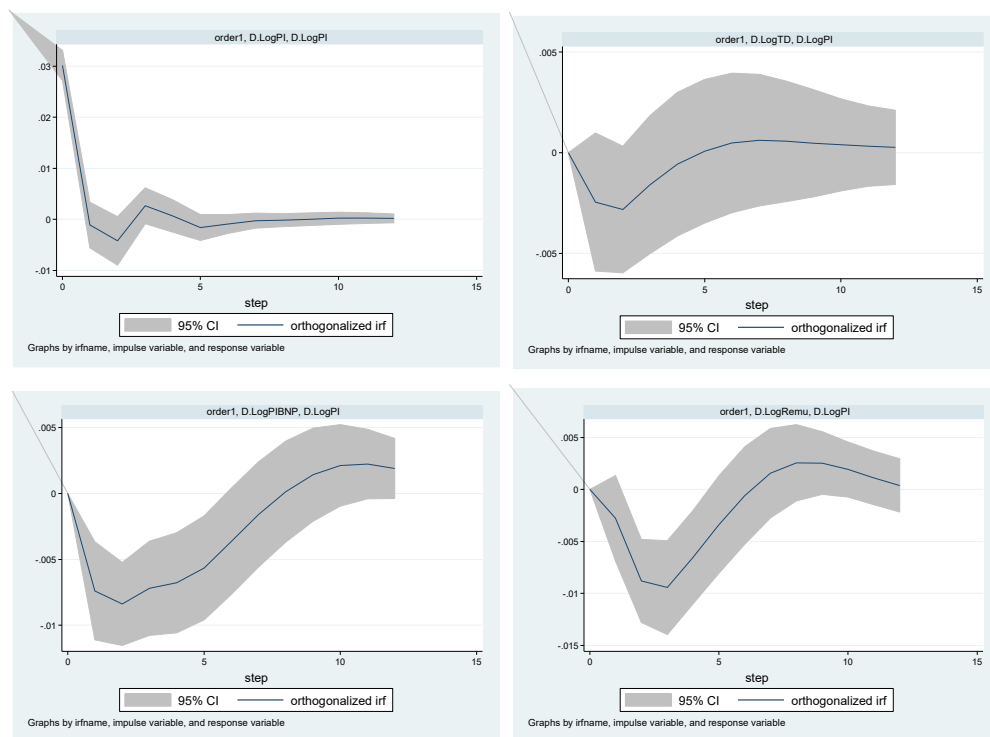 order1, D.LogPI, D.LogPI
.03
.02
.01
0
-.01
0 5 10 15
step
95% CI orthogonalized irf
Graphs by irfname, impulse variable, and response variable
order1, D.LogTD, D.LogPI
.005
0
-.005
0 5 10 15
step
95% CI orthogonalized irf
Graphs by irfname, impulse variable, and response variable
order1, D.LogPIBNP, D.LogPI
.005
0
-.005
-.01
0 5 10 15
step
95% CI orthogonalized irf
Graphs by irfname, impulse variable, and response variable
order1, D.LogRemu, D.LogPI
.005
0
-.005
-.01
-.015
0 5 10 15
step
95% CI orthogonalized irf
Graphs by irfname, impulse variable, and response variable